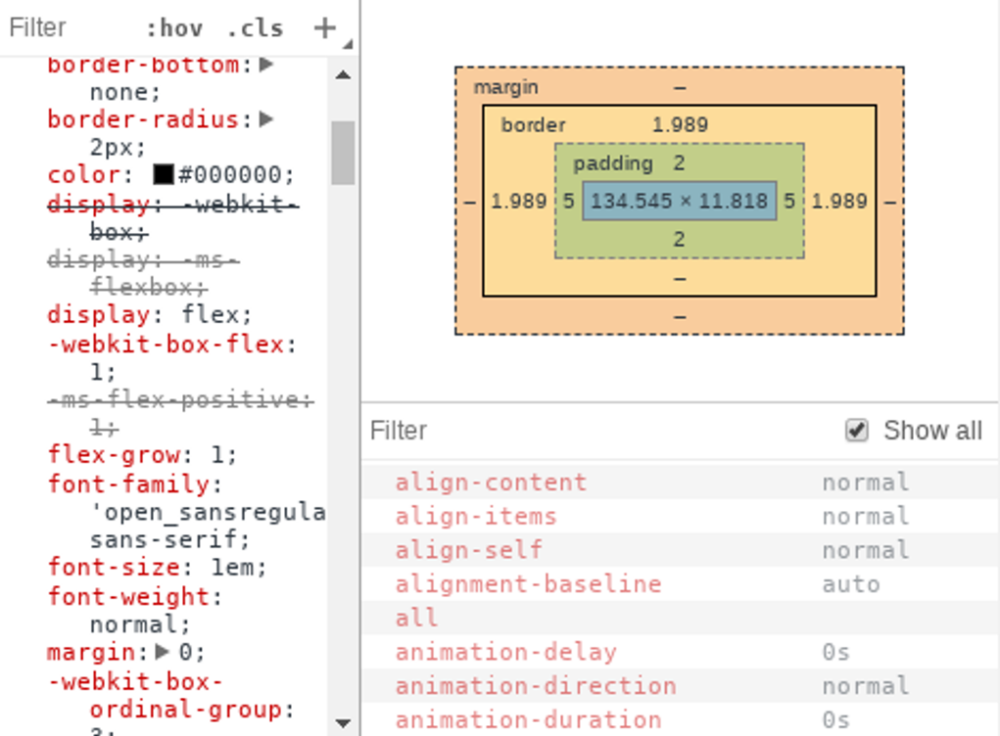 Filter :hov .cls +
border-bottom:
none;
border-radius:
2px;
color: #000000;
display: -webkit-
box;
display: -ms-
flexbox;
display: flex;
-webkit-box-flex:
1;
-ms-flex-positive:
1;
flex-grow: 1;
font-family:
'open_sansregula
sans-serif;
font-size: 1em;
font-weight:
normal;
margin: 0;
-webkit-box-
ordinal-group:
margin –
border 1.989
padding 2
– 1.989 5 134.545 × 11.818 5 1.989 –
2
–
–
Filter Show all
align-content normal
align-items normal
align-self normal
alignment-baseline auto
all
animation-delay 0s
animation-direction normal
animation-duration 0s